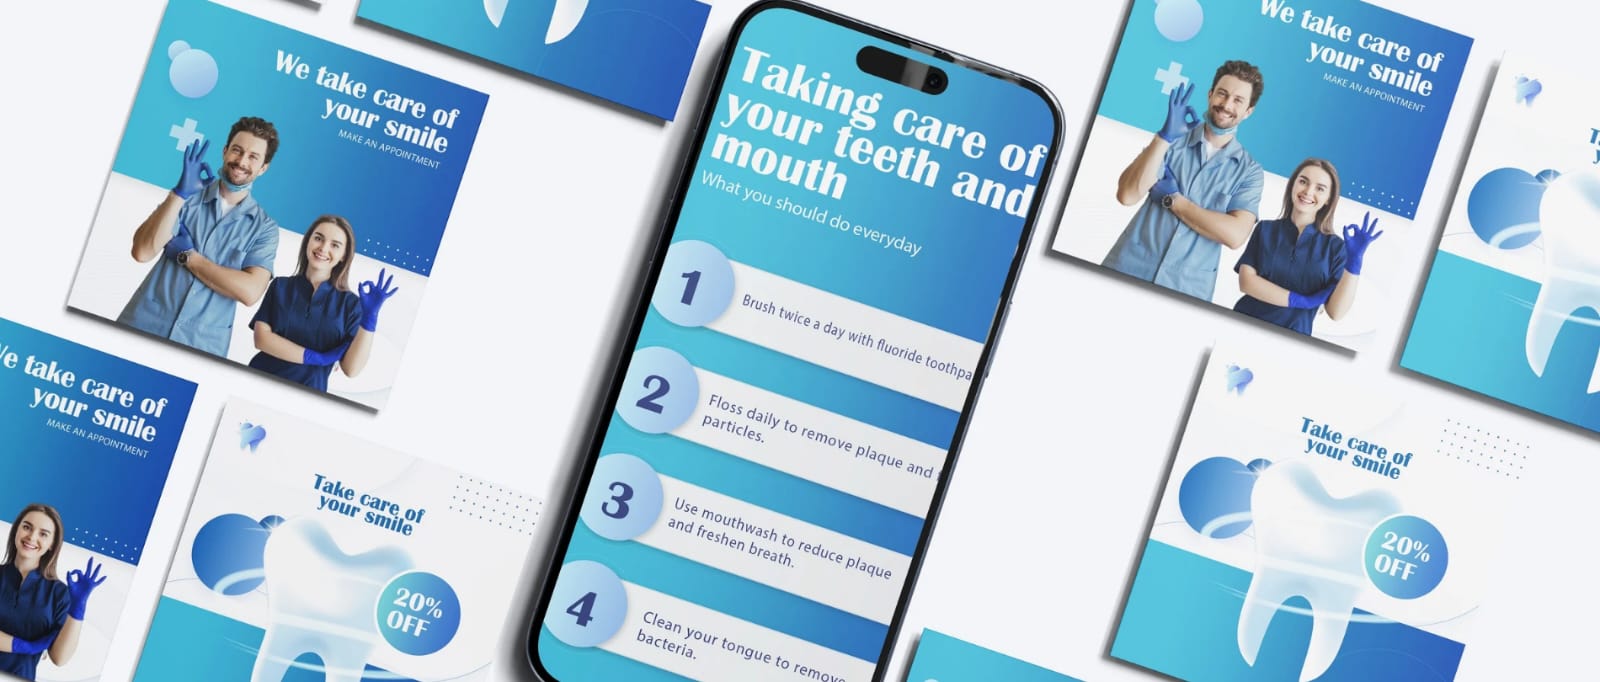 We take care of
your smile
MAKE AN APPOINTMENT
take care of
your smile
MAKE AN APPOINTMENT
Take care of
your smile
20%
OFF
Taking care of
your teeth and
mouth
What you should do everyday
1
Brush twice a day with fluoride
2
Floss daily to remove plaque and
particles.
3
Use mouthwash to reduce plaque
and freshen breath.
4
Clean your tongue to remove
bacteria.
We take care of
your smile
MAKE AN APPOINTMENT
Take care of
your smile
20%
OFF